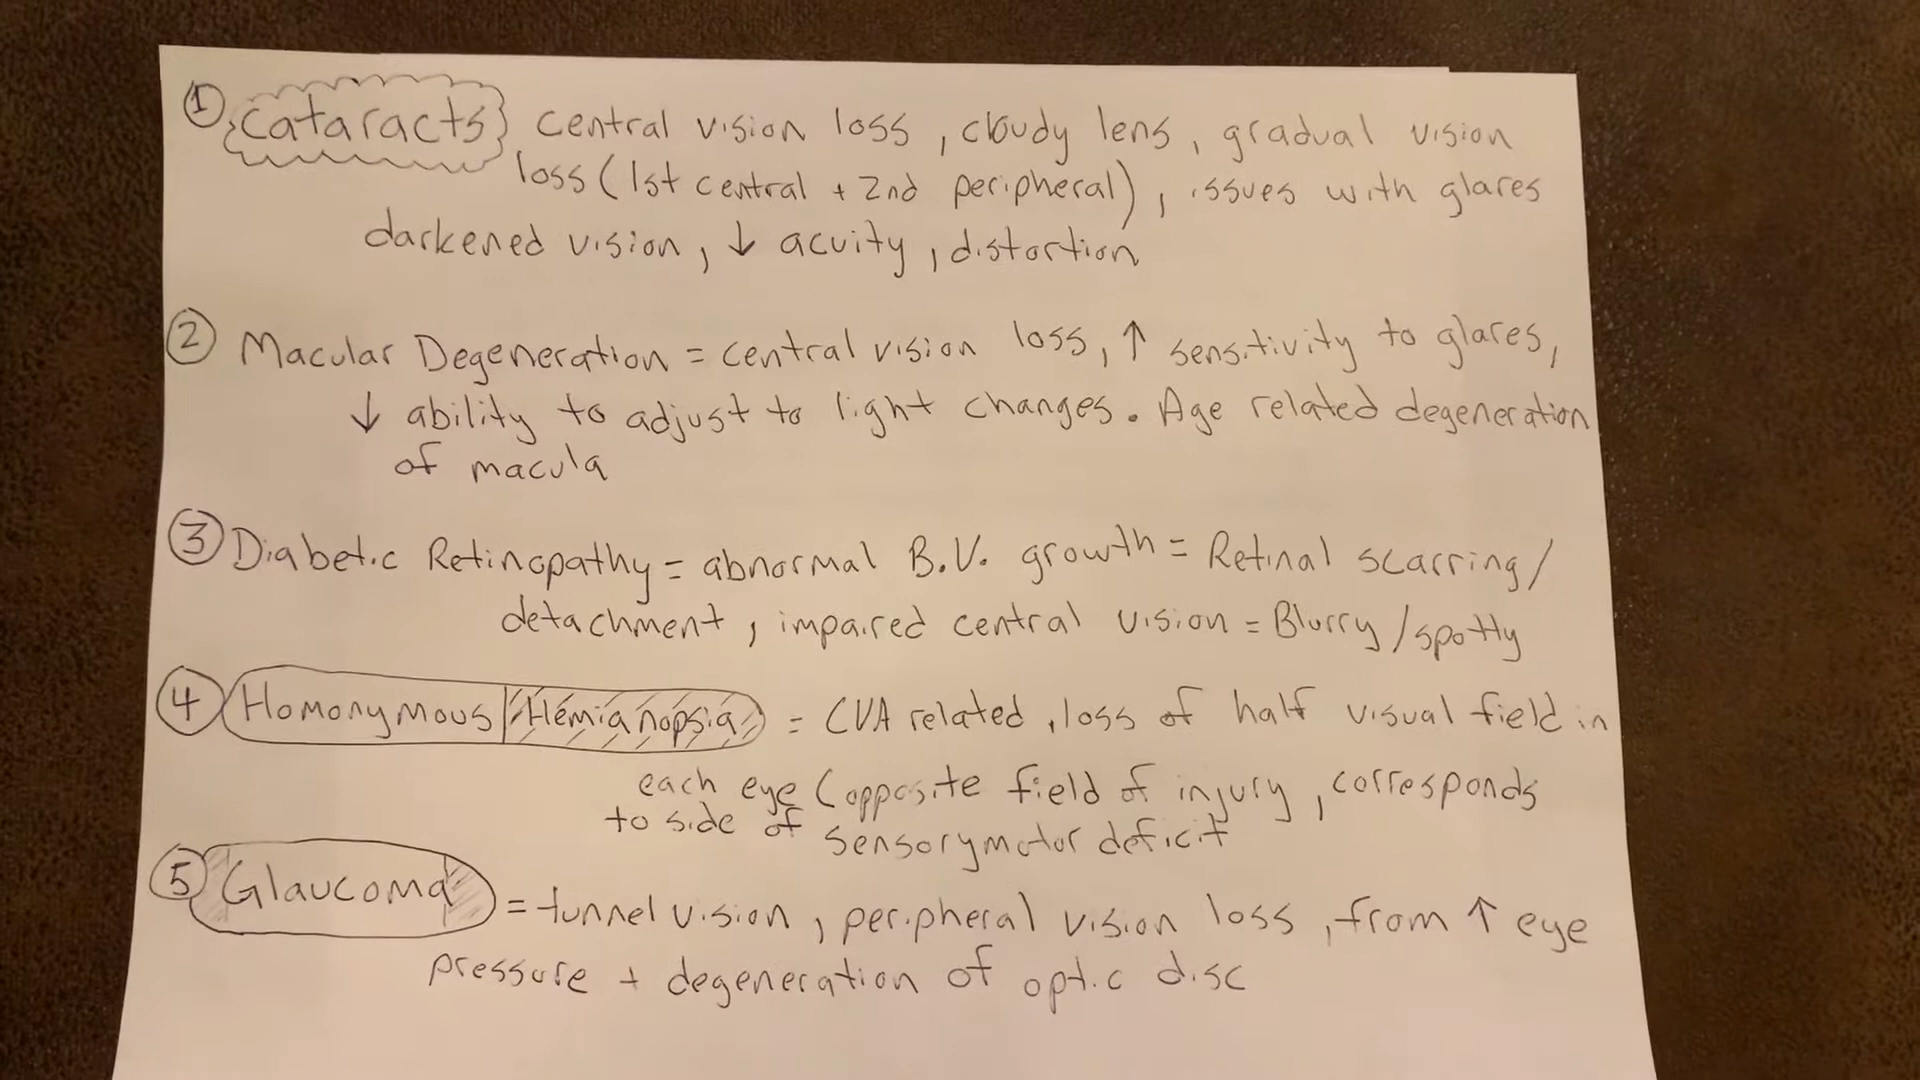 ① Cataracts central vision loss, cloudy lens, gradual vision
loss (1st central + 2nd peripheral), issues with glares
darkened vision, ↓ acuity, distortion
② Macular Degeneration = central vision loss, ↑ sensitivity to glares,
↓ ability to adjust to light changes. Age related degeneration
of macula
③ Diabetic Retinopathy = abnormal B.V. growth = Retinal scarring/
detachment, impaired central vision = Blurry/spotty
④ Homonymous Hemianopsia = CVA related, loss of half visual field in
each eye (opposite field of injury, corresponds
to side of sensorymotor deficit
⑤ Glaucoma = tunnel vision, peripheral vision loss, from ↑ eye
pressure + degeneration of optic disc